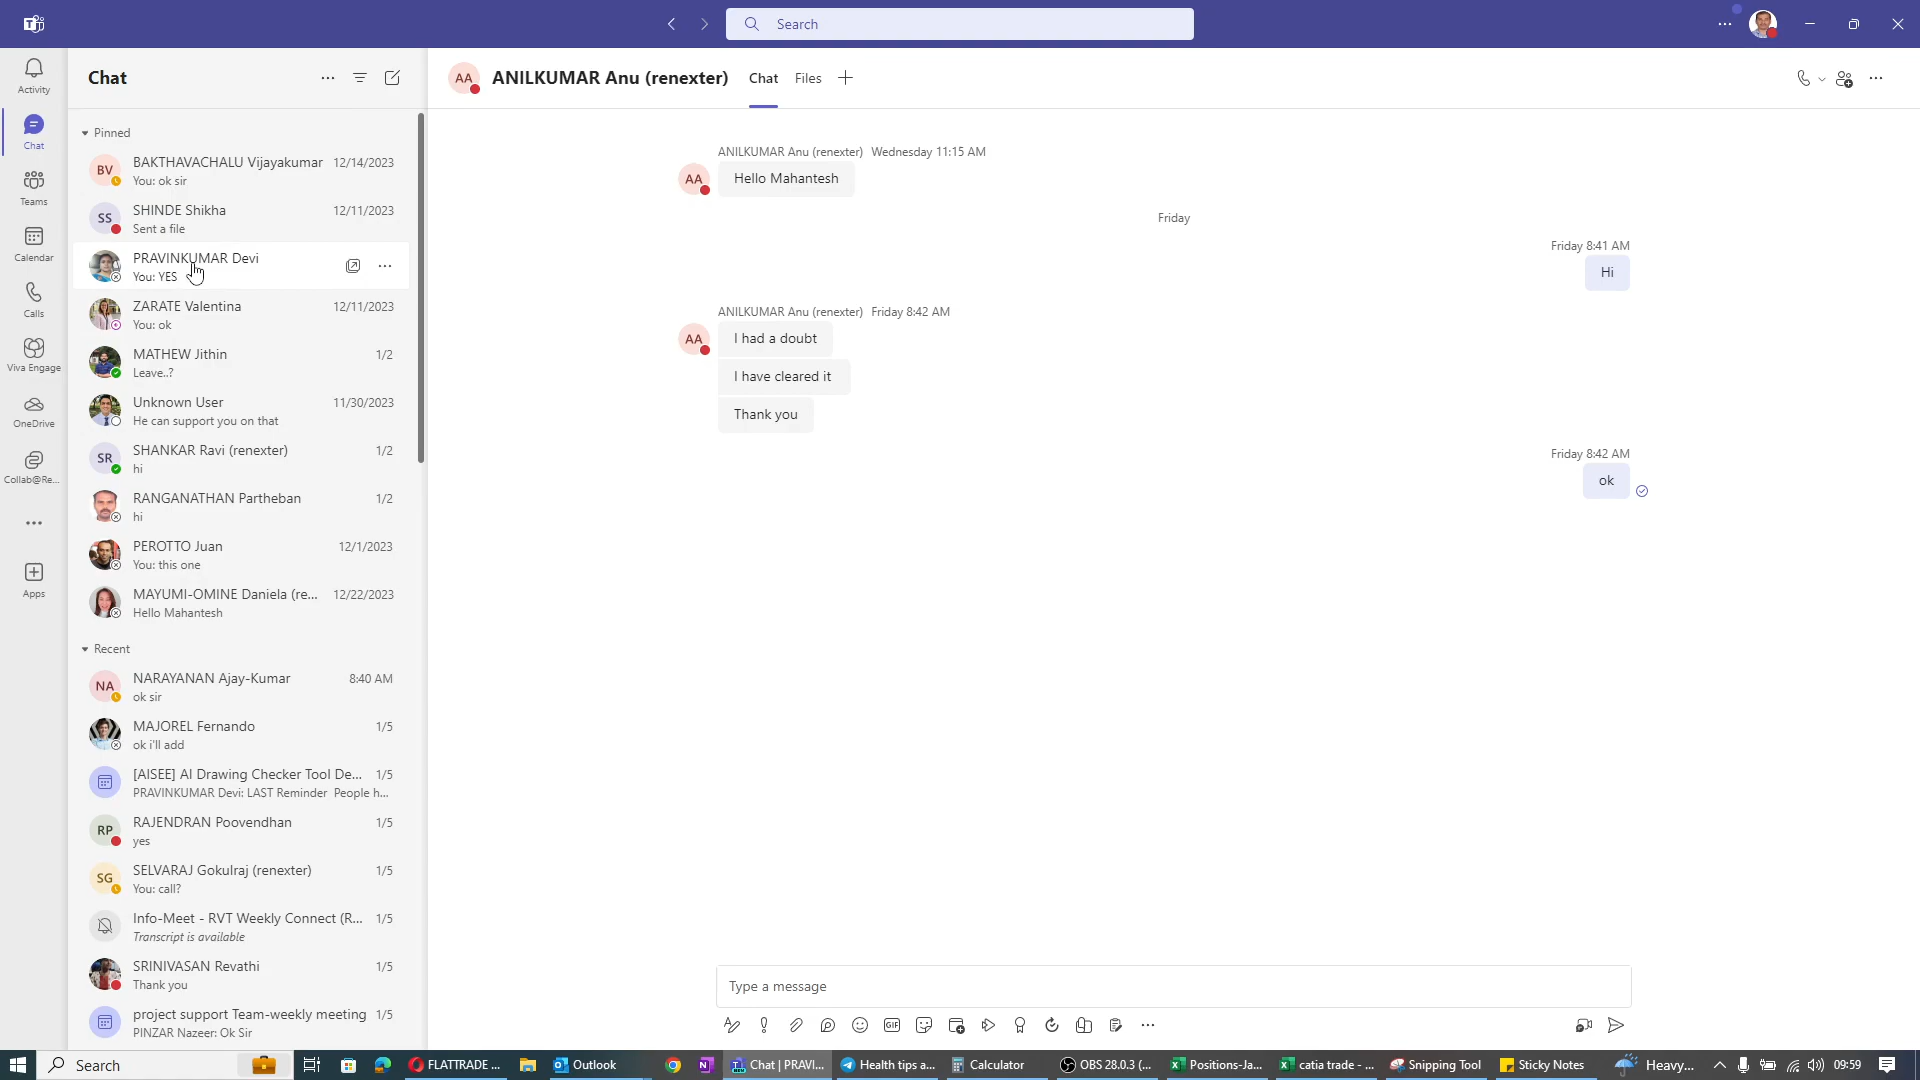 Search
Activity
Chat
Teams
Calendar
Calls
Viva Engage
OneDrive
Collab@Re...
Apps
Chat
Pinned
BV
BAKTHAVACHALU Vijayakumar 12/14/2023
You: ok sir
SS
SHINDE Shikha 12/11/2023
Sent a file
PRAVINKUMAR Devi
You: YES
ZARATE Valentina 12/11/2023
You: ok
MATHEW Jithin 1/2
Leave..?
Unknown User 11/30/2023
He can support you on that
SR
SHANKAR Ravi (renexter) 1/2
hi
RANGANATHAN Partheban 1/2
hi
PEROTTO Juan 12/1/2023
You: this one
MAYUMI-OMINE Daniela (re... 12/22/2023
Hello Mahantesh
Recent
NA
NARAYANAN Ajay-Kumar 8:40 AM
ok sir
MAJOREL Fernando 1/5
ok i'll add
[AISEE] AI Drawing Checker Tool De... 1/5
PRAVINKUMAR Devi: LAST Reminder People h...
RP
RAJENDRAN Poovendhan 1/5
yes
SG
SELVARAJ Gokulraj (renexter) 1/5
You: call?
Info-Meet - RVT Weekly Connect (R... 1/5
Transcript is available
SRINIVASAN Revathi 1/5
Thank you
project support Team-weekly meeting 1/5
PINZAR Nazeer: Ok Sir
AA ANILKUMAR Anu (renexter) Chat Files
ANILKUMAR Anu (renexter) Wednesday 11:15 AM
AA
Hello Mahantesh
Friday
Friday 8:41 AM
Hi
ANILKUMAR Anu (renexter) Friday 8:42 AM
AA
I had a doubt
I have cleared it
Thank you
Friday 8:42 AM
ok
Type a message
GIF
Search FLATTRADE ... Outlook Chat | PRAVI... Health tips a... Calculator OBS 28.0.3 (... Positions-Ja... catia trade - ... Snipping Tool Sticky Notes Heavy... 09:59